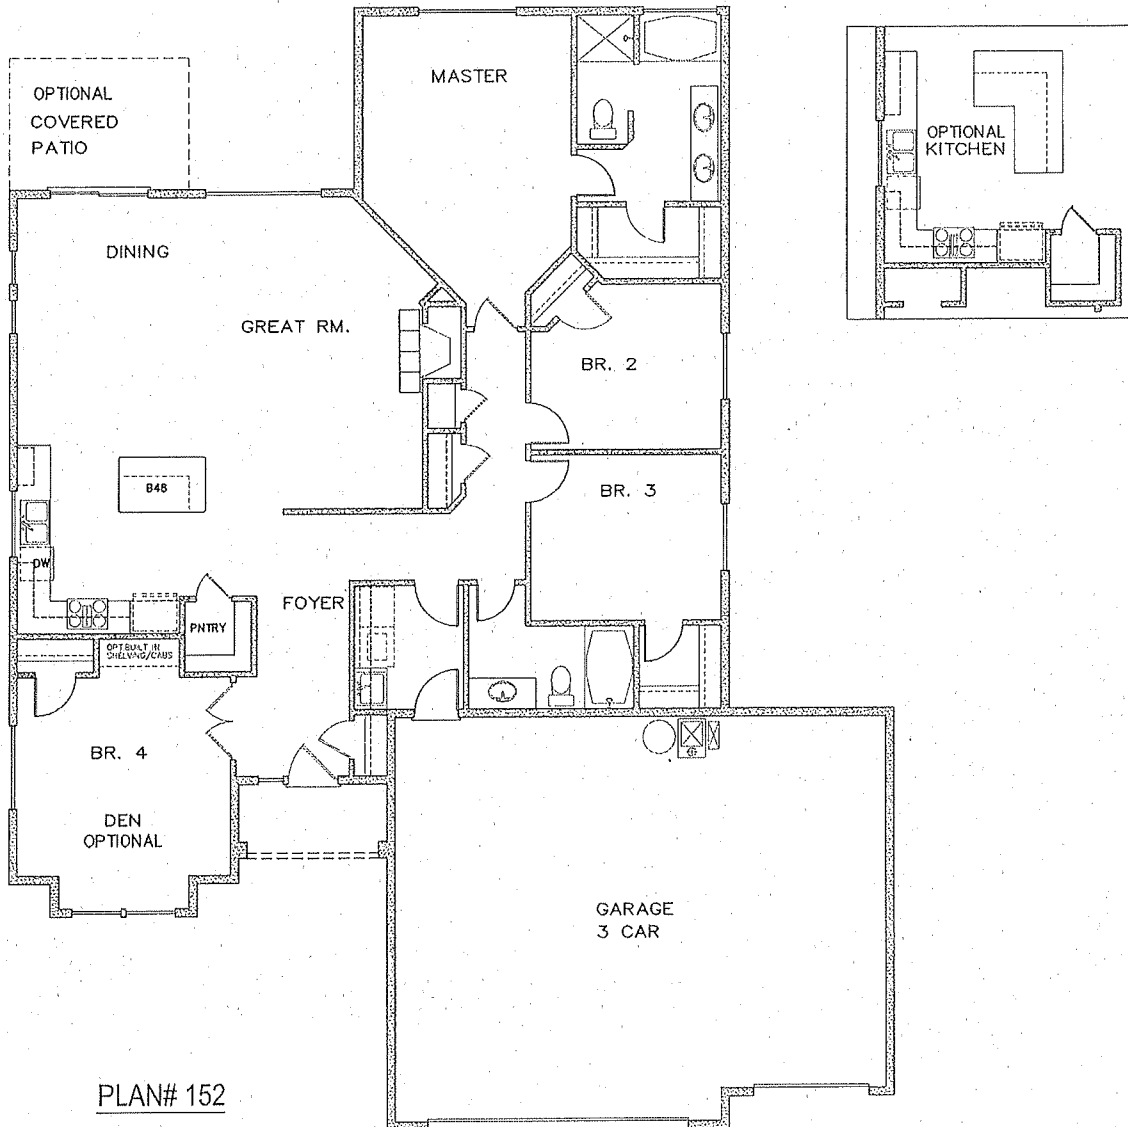 MASTER
OPTIONAL
COVERED
PATIO
OPTIONAL
KITCHEN
DINING
GREAT RM.
BR. 2
B48
BR. 3
DW
FOYER
PNTRY
OPT.BUILT IN
SHELVING/CABS
BR. 4
DEN
OPTIONAL
GARAGE
3 CAR
PLAN# 152